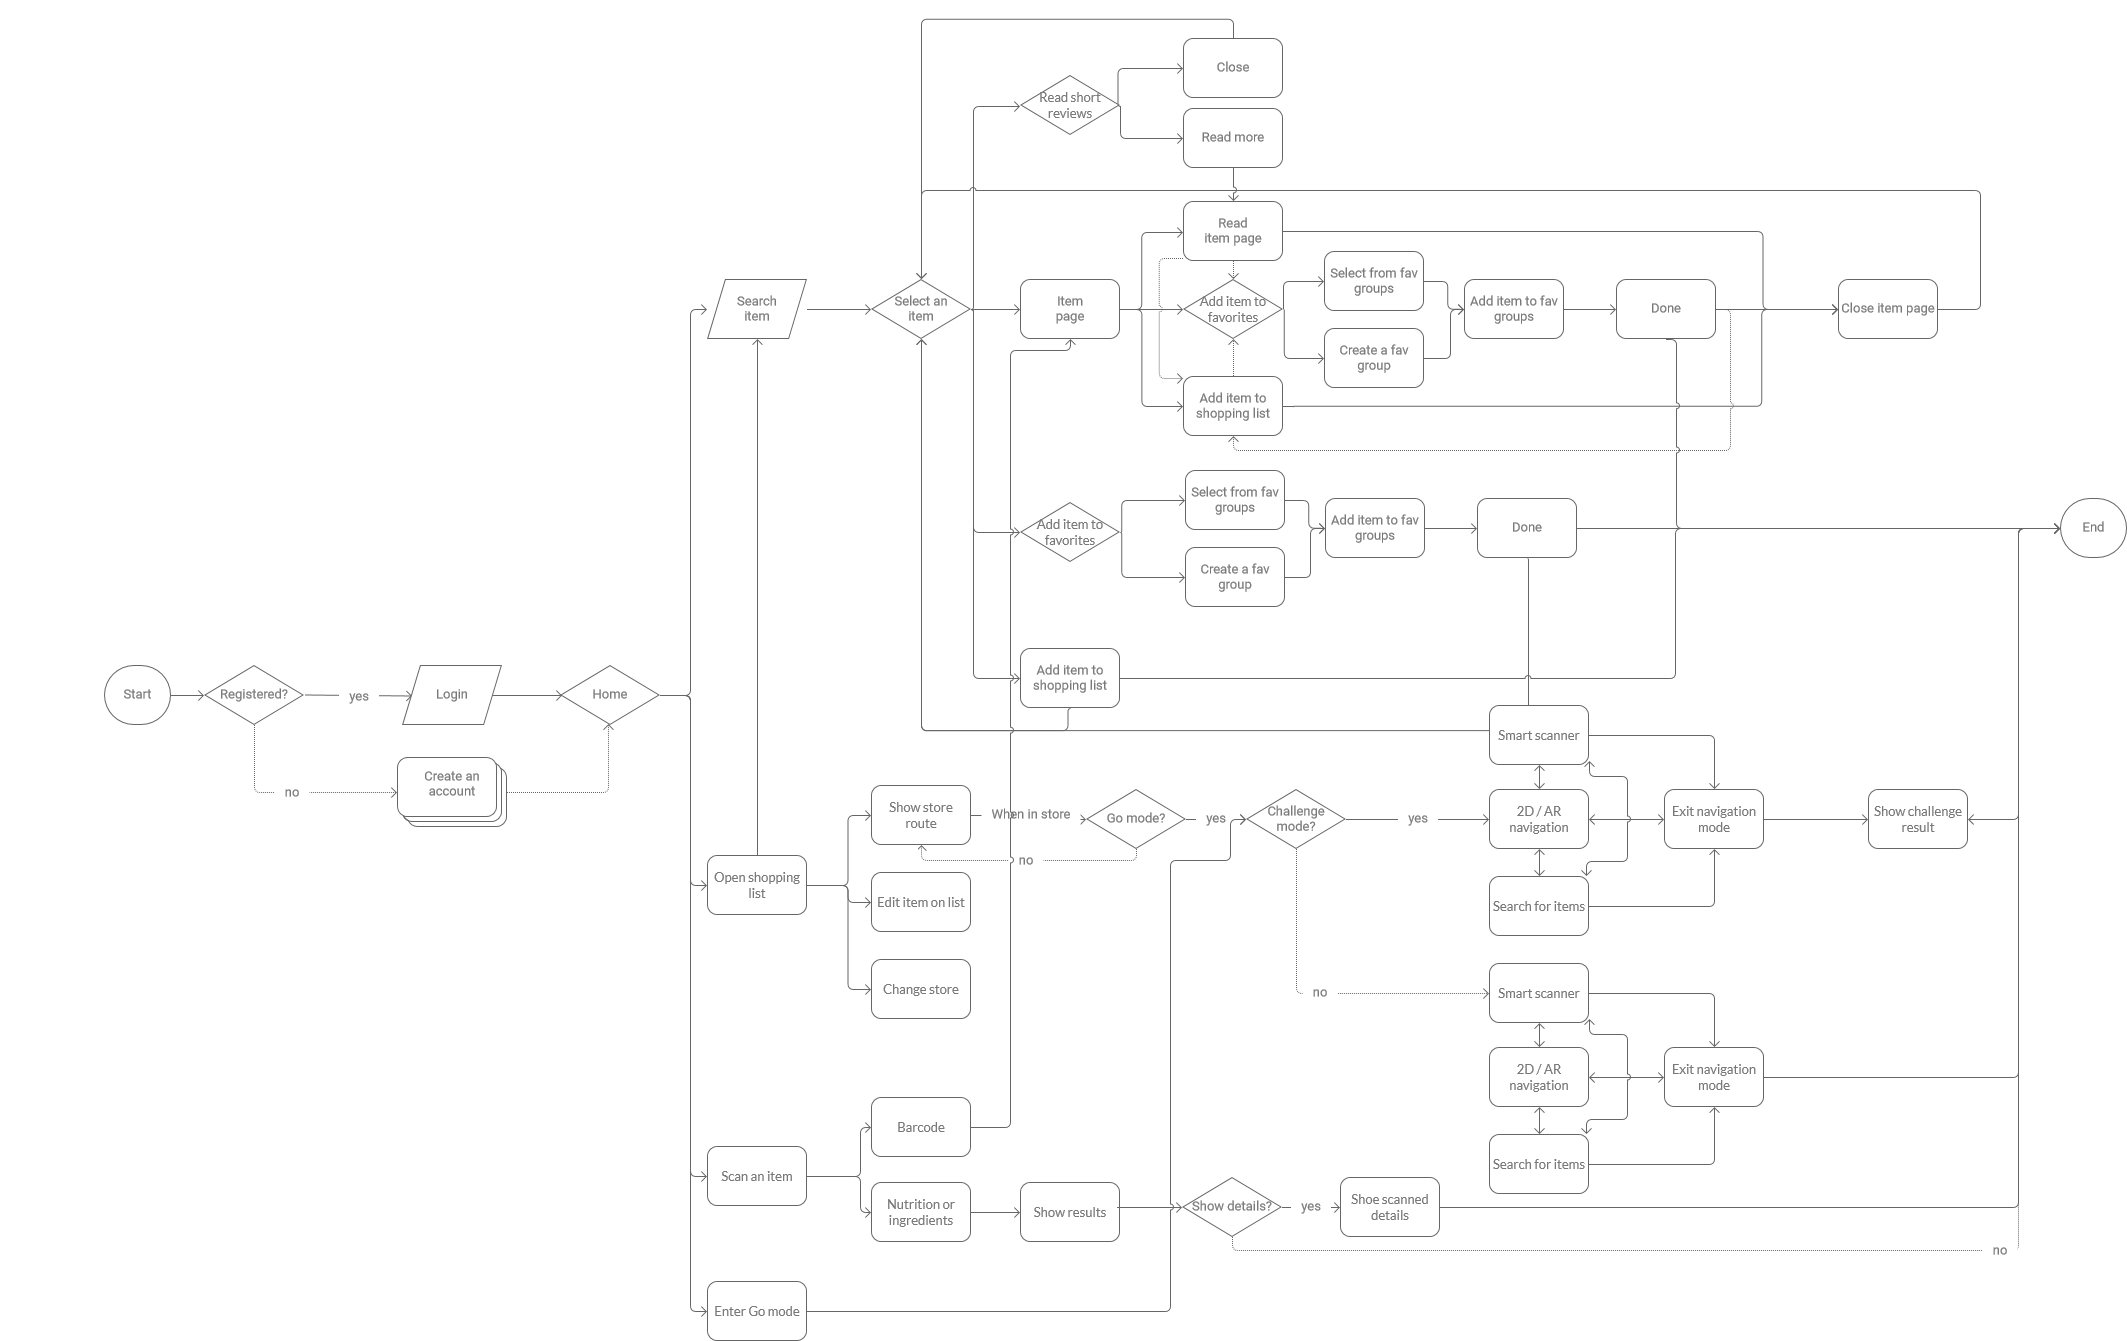 Close
Read short
reviews
Read more
Read
item page
Search
item
Select an
item
Item
page
Add item to
favorites
Select from fav
groups
Create a fav
group
Add item to fav
groups
Done
Close item page
Add item to
shopping list
Add item to
favorites
Select from fav
groups
Create a fav
group
Add item to fav
groups
Done
End
Add item to
shopping list
Start
Registered?
yes
Login
Home
no
Create an
account
Smart scanner
Show store
route
When in store
Go mode?
yes
Challenge
mode?
yes
2D / AR
navigation
Exit navigation
mode
Show challenge
result
no
Open shopping
list
Edit item on list
Search for items
Change store
no
Smart scanner
2D / AR
navigation
Exit navigation
mode
Search for items
Barcode
Scan an item
Nutrition or
ingredients
Show results
Show details?
yes
Shoe scanned
details
no
Enter Go mode